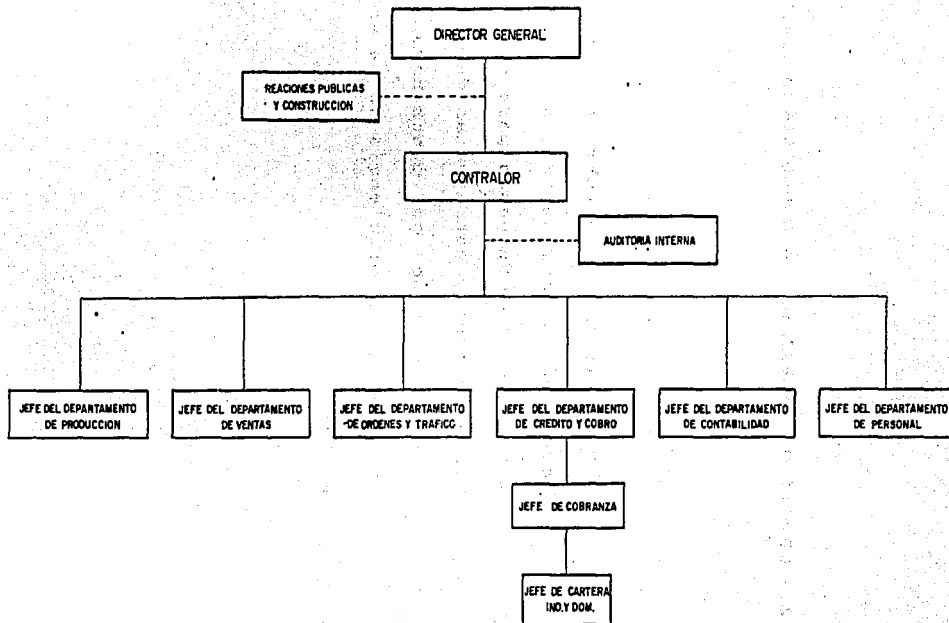 DIRECTOR GENERAL
REACIONES PUBLICAS
Y CONSTRUCCION
CONTRALOR
AUDITORIA INTERNA
JEFE DEL DEPARTAMENTO
DE PRODUCCION
JEFE DEL DEPARTAMENTO
DE VENTAS
JEFE DEL DEPARTAMENTO
DE ORDENES Y TRAFICO
JEFE DEL DEPARTAMENTO
DE CREDITO Y COBRO
JEFE DEL DEPARTAMENTO
DE CONTABILIDAD
JEFE DEL DEPARTAMENTO
DE PERSONAL
JEFE DE COBRANZA
JEFE DE CARTERA
IND. Y DOM.